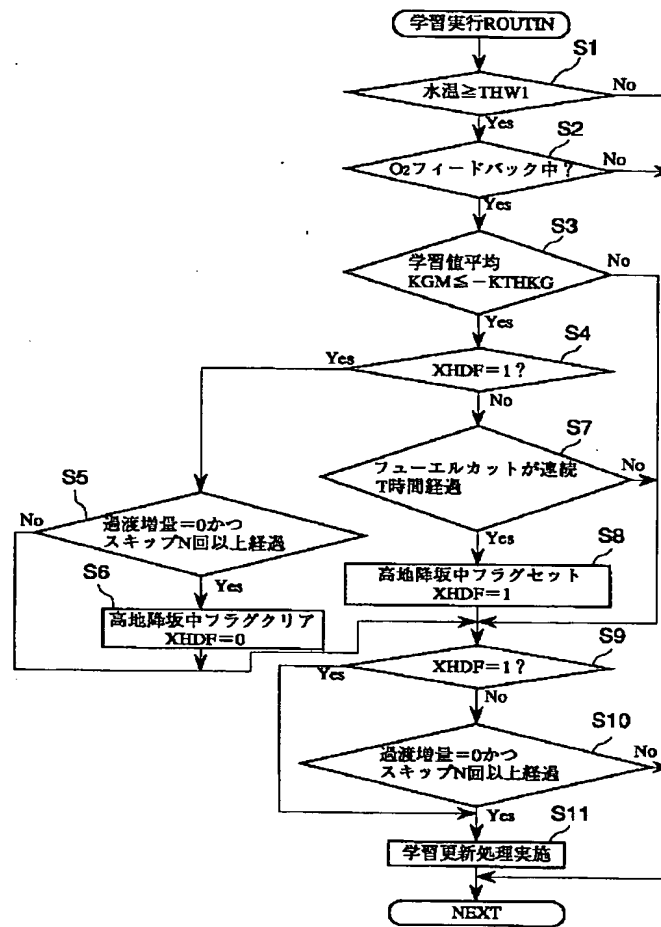 学習実行ROUTIN
S1
水温≧THW1
No
Yes
S2
O2フィードバック中?
No
Yes
S3
学習値平均
KGM≦−KTHKG
No
Yes
S4
XHDF=1?
Yes
No
S7
フューエルカットが連続
T時間経過
No
Yes
S5
過渡増量=0かつ
スキップN回以上経過
No
Yes
S6
高地降坂中フラグクリア
XHDF=0
S8
高地降坂中フラグセット
XHDF=1
S9
XHDF=1?
Yes
No
S10
過渡増量=0かつ
スキップN回以上経過
No
Yes
S11
学習更新処理実施
NEXT